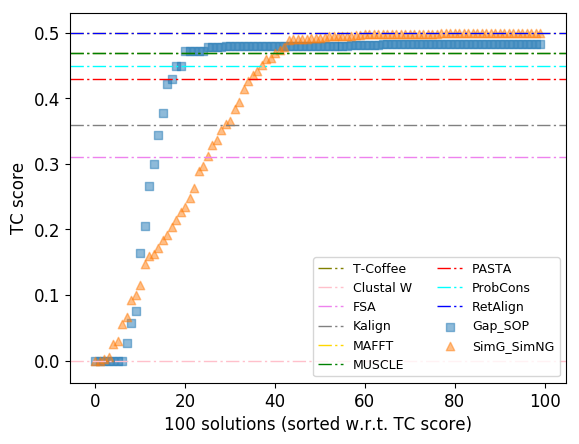 0.5
0.4
0.3
0.2
0.1
0.0
TC score
T-Coffee
Clustal W
FSA
Kalign
MAFFT
MUSCLE
PASTA
ProbCons
RetAlign
Gap_SOP
SimG_SimNG
0 20 40 60 80 100
100 solutions (sorted w.r.t. TC score)